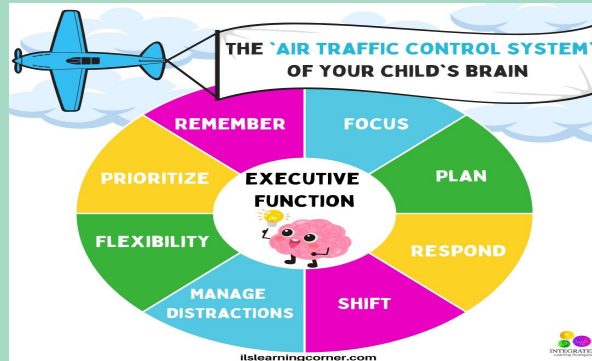 THE `AIR TRAFFIC CONTROL SYSTEM'
OF YOUR CHILD`S BRAIN
REMEMBER
FOCUS
PRIORITIZE
EXECUTIVE
FUNCTION
PLAN
FLEXIBILITY
RESPOND
MANAGE
DISTRACTIONS
SHIFT
ilslearningcorner.com
INTEGRATED